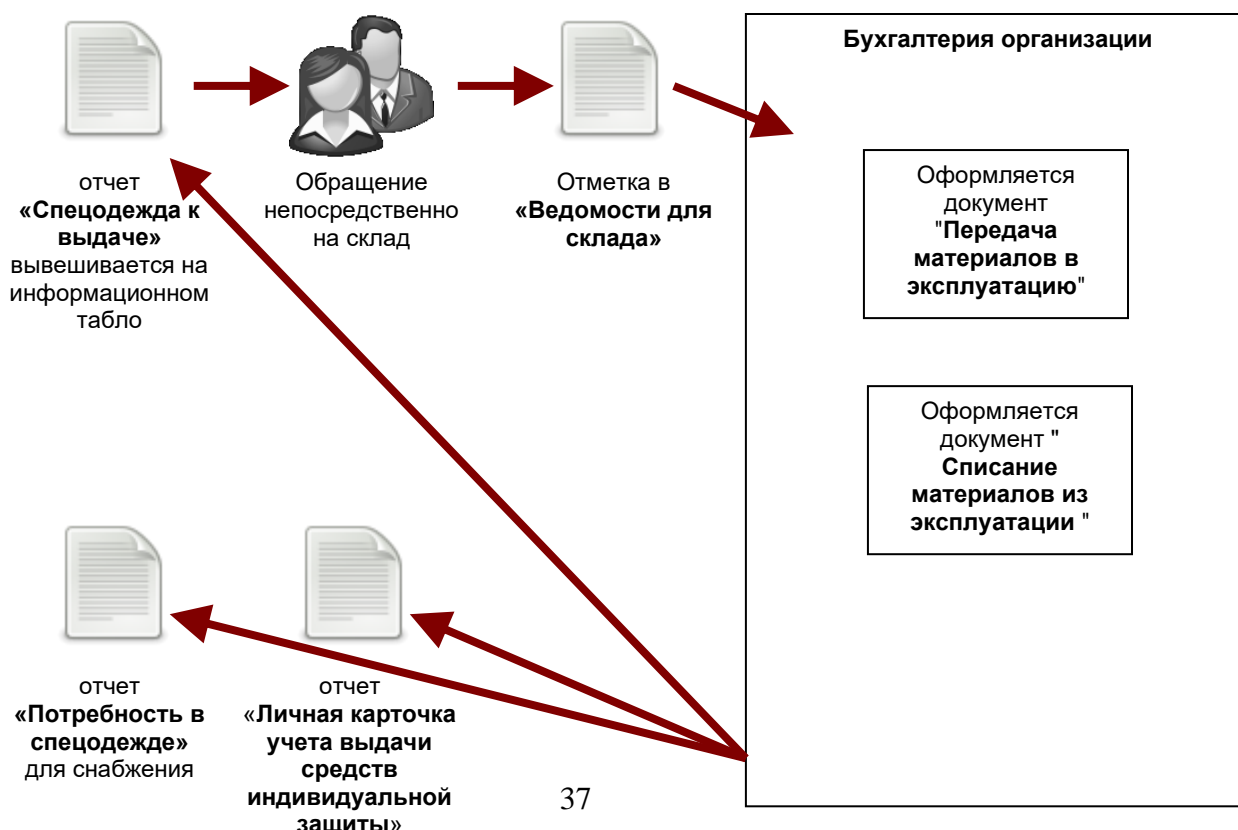 Бухгалтерия организации
отчет
«Спецодежда к
выдаче»
вывешивается на
информационном
табло
Обращение
непосредственно
на склад
Отметка в
«Ведомости для
склада»
Оформляется
документ
"Передача
материалов в
эксплуатацию"
Оформляется
документ "
Списание
материалов из
эксплуатации "
отчет
«Потребность в
спецодежде»
для снабжения
отчет
«Личная карточка
учета выдачи
средств
индивидуальной
защиты»
37